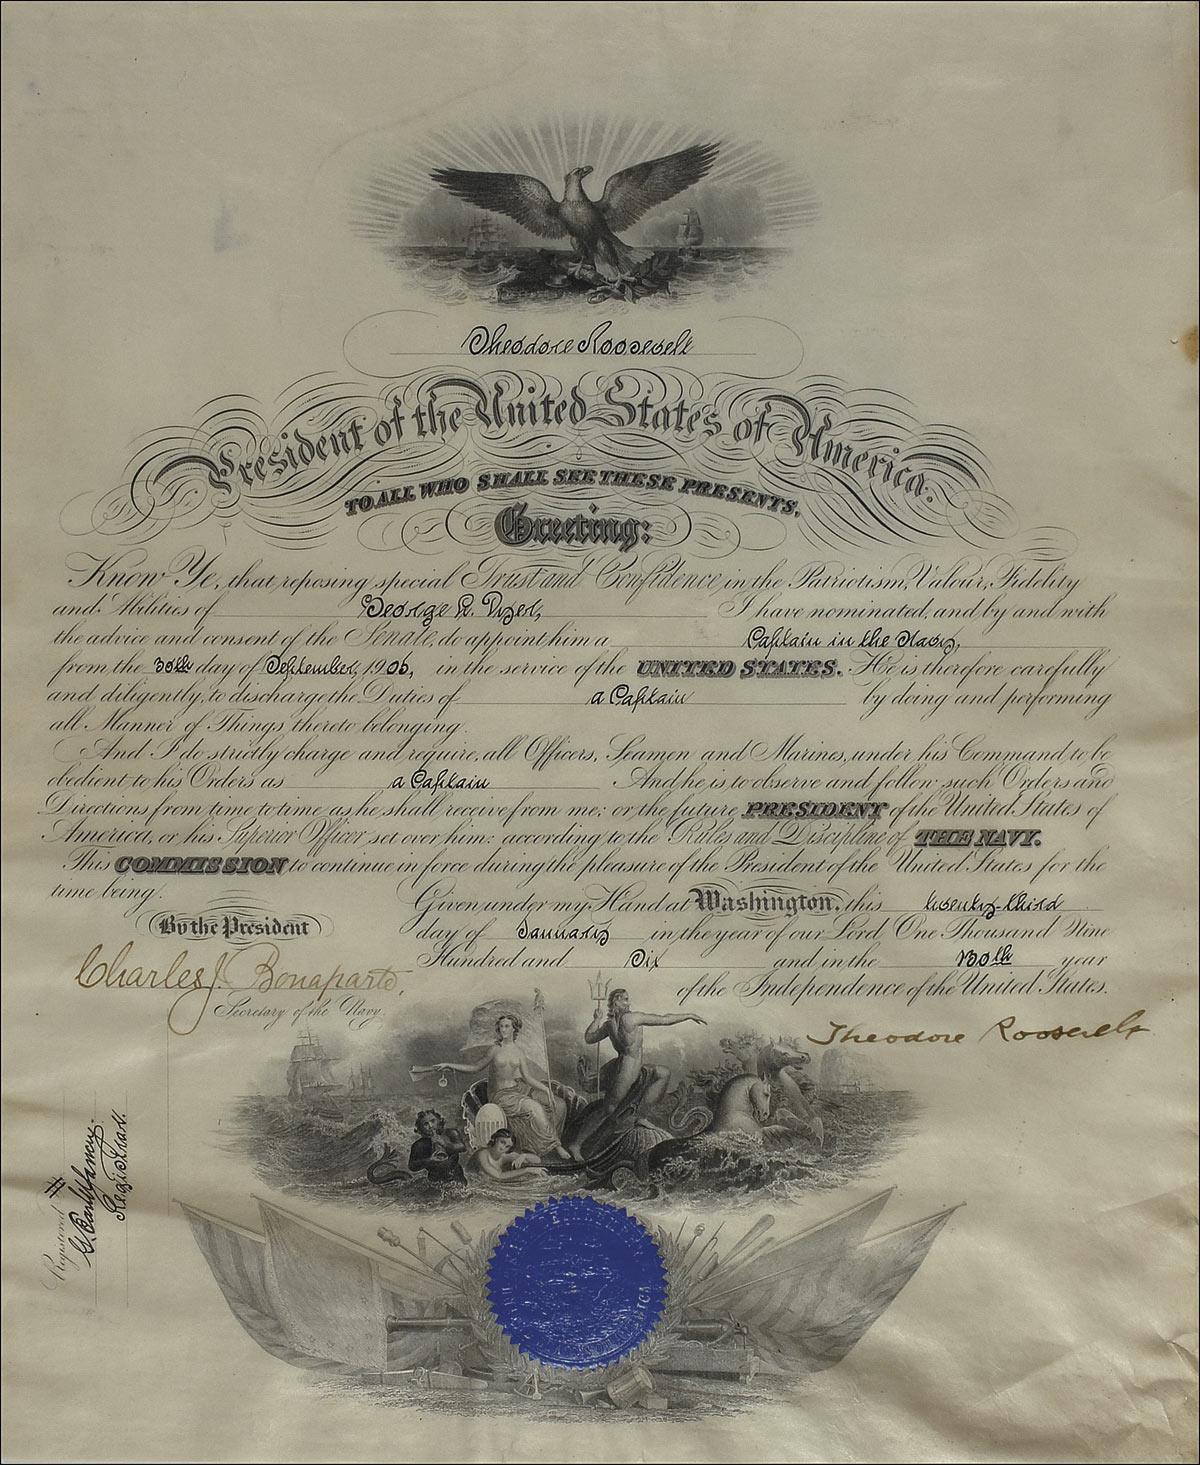 Theodore Roosevelt
President of the United States of America.
TO ALL WHO SHALL SEE THESE PRESENTS,
Greeting:
Know Ye, that reposing special Trust and Confidence in the Patriotism, Valour, Fidelity
and Abilities of George L. Dyer, I have nominated, and by and with
the advice and consent of the Senate, do appoint him a Captain in the Navy,
from the 30th day of September, 1905, in the service of the UNITED STATES. He is therefore carefully
and diligently, to discharge the Duties of a Captain by doing and performing
all Manner of Things thereto belonging.
And I do strictly charge and require, all Officers, Seamen and Marines, under his Command to be
obedient to his Orders as a Captain And he is to observe and follow such Orders and
Directions from time to time as he shall receive from me; or the future PRESIDENT of the United States of
America, or his Superior Officer set over him: according to the Rules and Discipline of THE NAVY.
This COMMISSION to continue in force during the pleasure of the President of the United States for the
time being.
Given under my Hand at Washington, this twenty-third
day of January in the year of our Lord One Thousand Nine
Hundred and Six and in the 130th year
of the Independence of the United States.
By the President
Charles J. Bonaparte,
Secretary of the Navy.
Theodore Roosevelt
Registered #
Registrar.